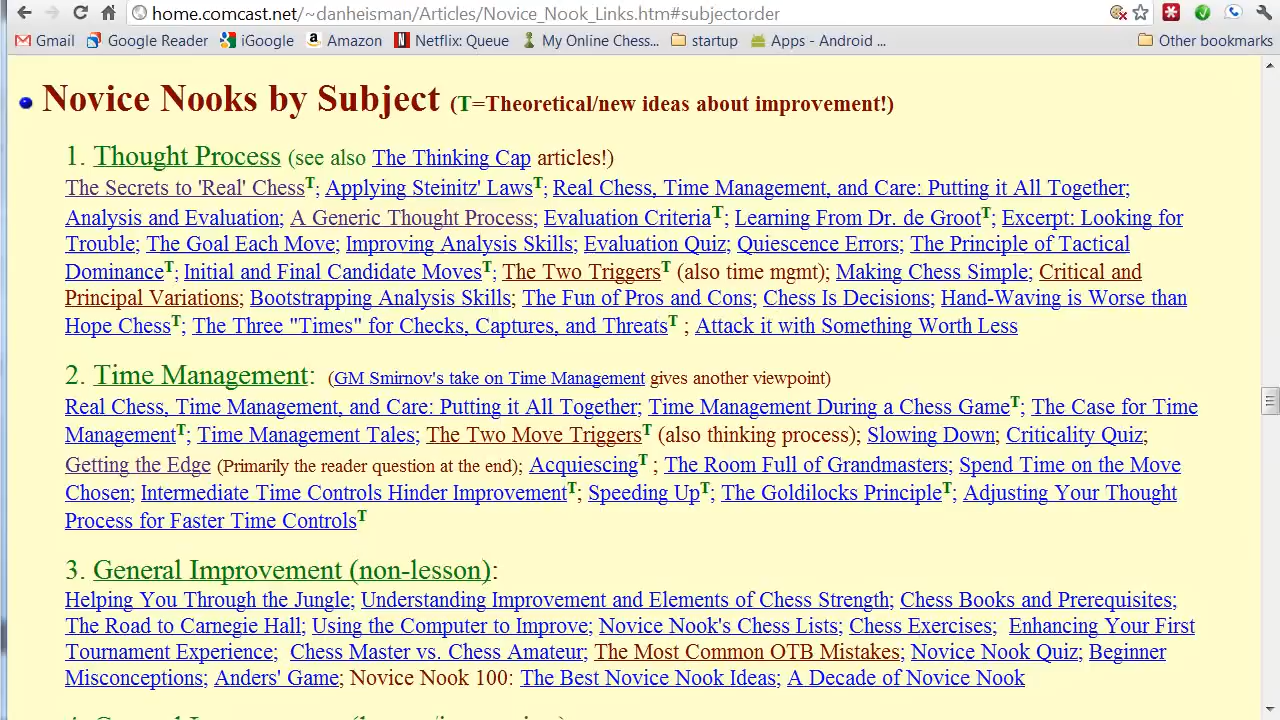 home.comcast.net/~danheisman/Articles/Novice_Nook_Links.htm#subjectorder
Gmail Google Reader iGoogle Amazon Netflix: Queue My Online Chess... startup Apps - Android ... Other bookmarks
Novice Nooks by Subject (T=Theoretical/new ideas about improvement!)
1. Thought Process (see also The Thinking Cap articles!)
The Secrets to 'Real' ChessT; Applying Steinitz' LawsT; Real Chess, Time Management, and Care: Putting it All Together;
Analysis and Evaluation; A Generic Thought Process; Evaluation CriteriaT; Learning From Dr. de GrootT; Excerpt: Looking for
Trouble; The Goal Each Move; Improving Analysis Skills; Evaluation Quiz; Quiescence Errors; The Principle of Tactical
DominanceT; Initial and Final Candidate MovesT; The Two TriggersT (also time mgmt); Making Chess Simple; Critical and
Principal Variations; Bootstrapping Analysis Skills; The Fun of Pros and Cons; Chess Is Decisions; Hand-Waving is Worse than
Hope ChessT; The Three "Times" for Checks, Captures, and ThreatsT ; Attack it with Something Worth Less
2. Time Management: (GM Smirnov's take on Time Management gives another viewpoint)
Real Chess, Time Management, and Care: Putting it All Together; Time Management During a Chess GameT; The Case for Time
ManagementT; Time Management Tales; The Two Move TriggersT (also thinking process); Slowing Down; Criticality Quiz;
Getting the Edge (Primarily the reader question at the end); AcquiescingT ; The Room Full of Grandmasters; Spend Time on the Move
Chosen; Intermediate Time Controls Hinder ImprovementT; Speeding UpT; The Goldilocks PrincipleT; Adjusting Your Thought
Process for Faster Time ControlsT
3. General Improvement (non-lesson):
Helping You Through the Jungle; Understanding Improvement and Elements of Chess Strength; Chess Books and Prerequisites;
The Road to Carnegie Hall; Using the Computer to Improve; Novice Nook's Chess Lists; Chess Exercises; Enhancing Your First
Tournament Experience; Chess Master vs. Chess Amateur; The Most Common OTB Mistakes; Novice Nook Quiz; Beginner
Misconceptions; Anders' Game; Novice Nook 100: The Best Novice Nook Ideas; A Decade of Novice Nook